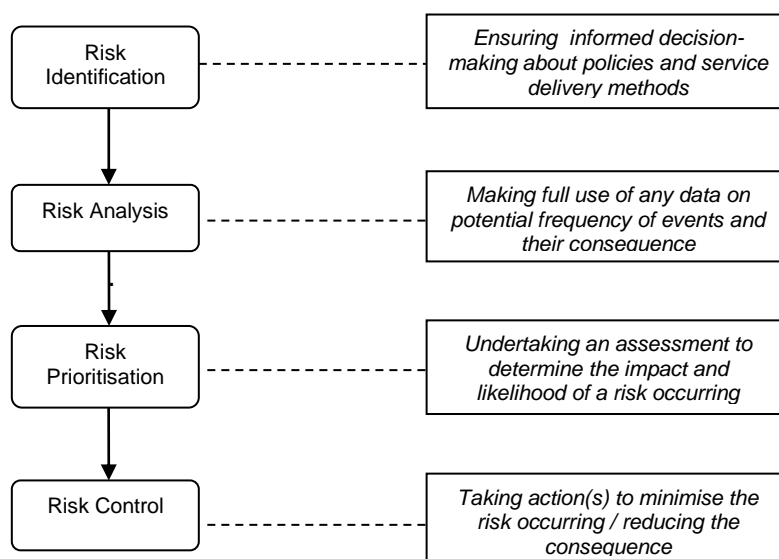 Risk
Identification
Ensuring informed decision-
making about policies and service
delivery methods
Risk Analysis
Making full use of any data on
potential frequency of events and
their consequence
Risk
Prioritisation
Undertaking an assessment to
determine the impact and
likelihood of a risk occurring
Risk Control
Taking action(s) to minimise the
risk occurring / reducing the
consequence